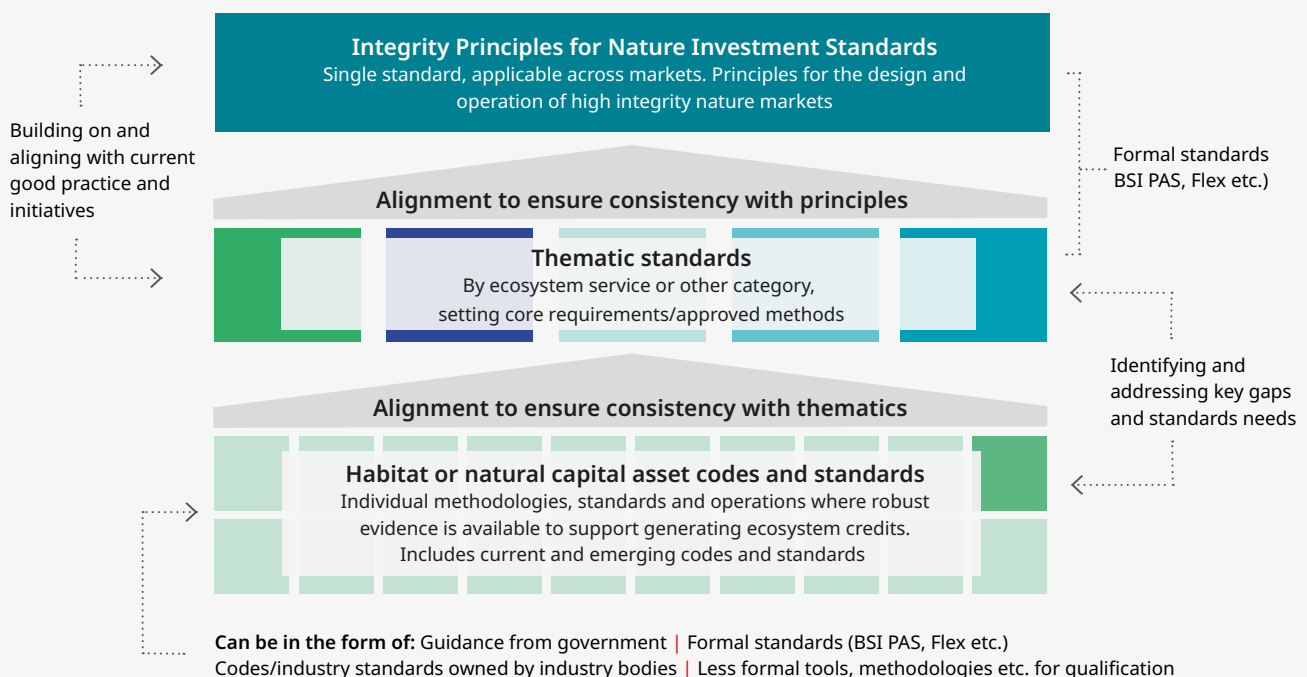 Integrity Principles for Nature Investment Standards
Single standard, applicable across markets. Principles for the design and
operation of high integrity nature markets
Building on and
aligning with current
good practice and
initiatives
Formal standards
BSI PAS, Flex etc.)
Alignment to ensure consistency with principles
Thematic standards
By ecosystem service or other category,
setting core requirements/approved methods
Identifying and
addressing key gaps
and standards needs
Alignment to ensure consistency with thematics
Habitat or natural capital asset codes and standards
Individual methodologies, standards and operations where robust
evidence is available to support generating ecosystem credits.
Includes current and emerging codes and standards
Can be in the form of: Guidance from government | Formal standards (BSI PAS, Flex etc.)
Codes/industry standards owned by industry bodies | Less formal tools, methodologies etc. for qualification